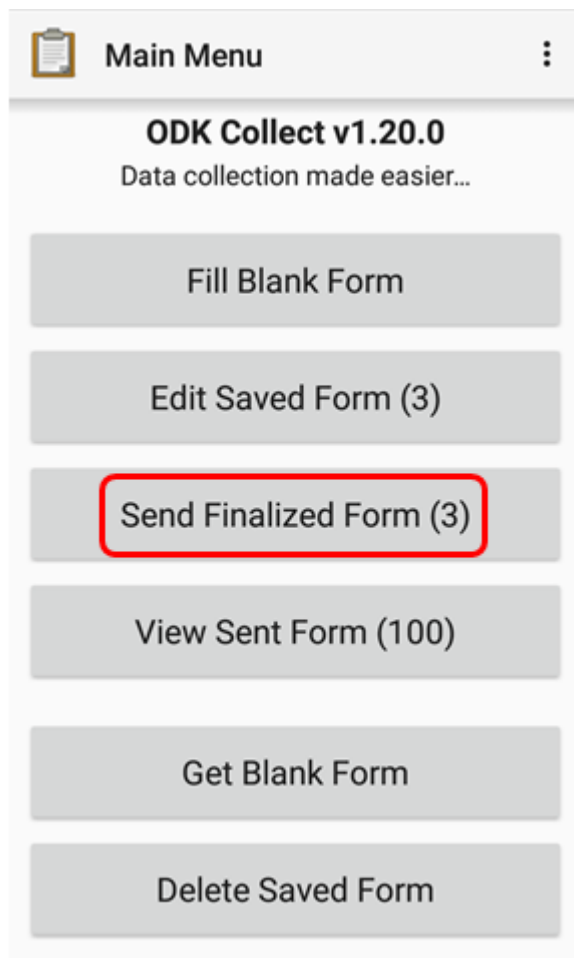 Main Menu
ODK Collect v1.20.0
Data collection made easier...
Fill Blank Form
Edit Saved Form (3)
Send Finalized Form (3)
View Sent Form (100)
Get Blank Form
Delete Saved Form